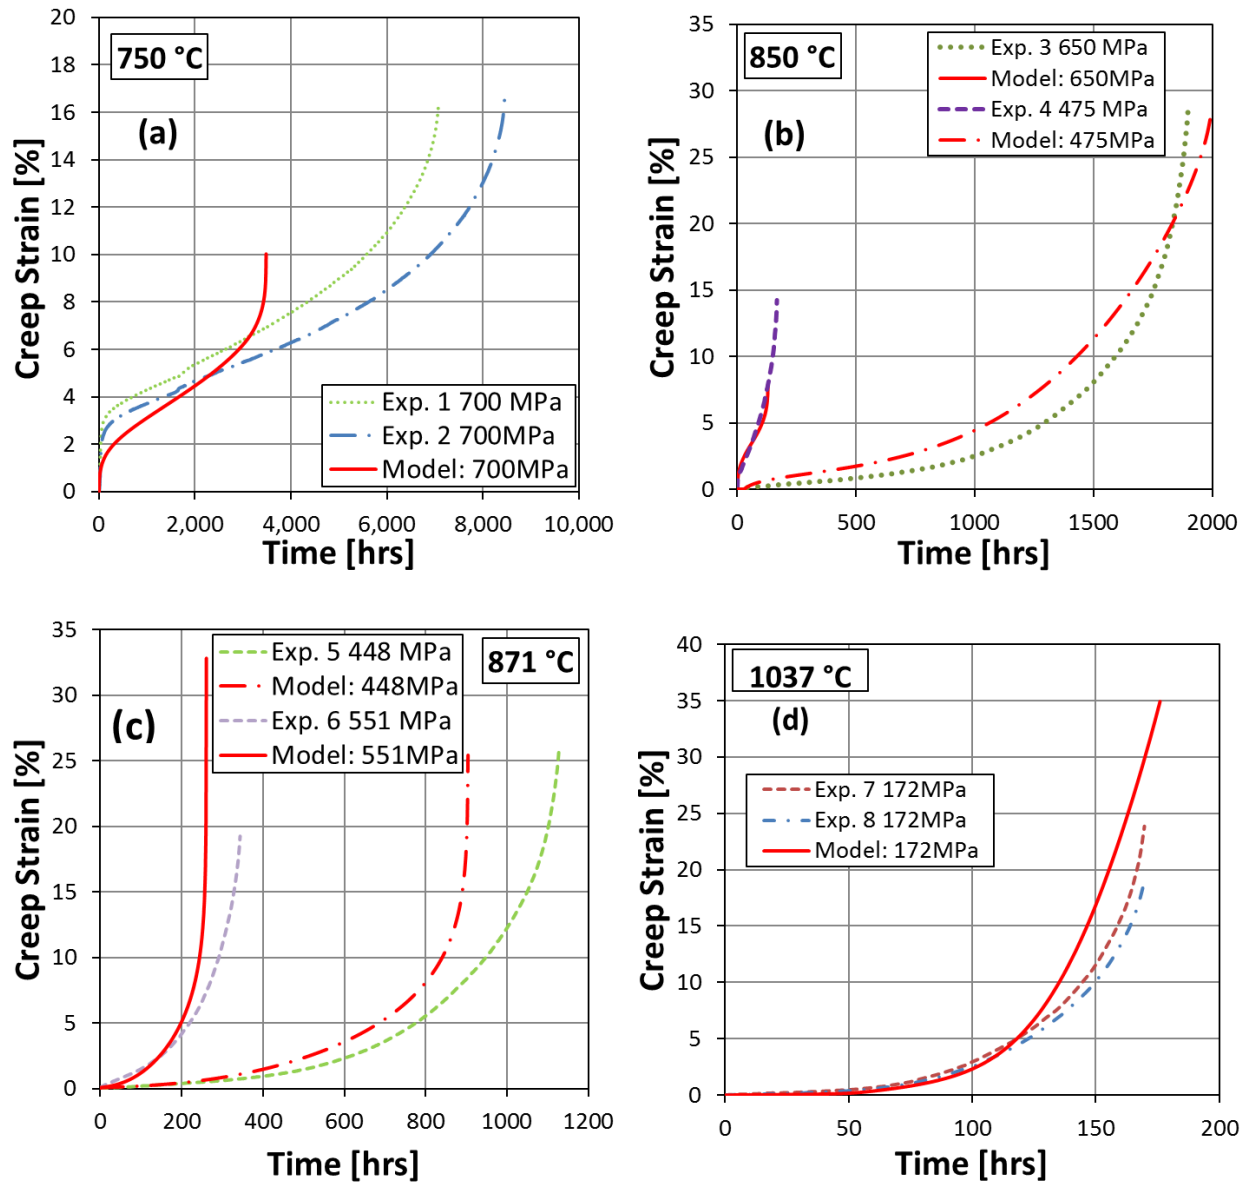 20
18
16
14
12
10
8
6
4
2
0
Creep Strain [%]
750 °C
(a)
Exp. 1 700 MPa
Exp. 2 700MPa
Model: 700MPa
0
2,000
4,000
6,000
8,000
10,000
Time [hrs]
35
30
25
20
15
10
5
0
Creep Strain [%]
850 °C
(b)
Exp. 3 650 MPa
Model: 650MPa
Exp. 4 475 MPa
Model: 475MPa
0
500
1000
1500
2000
Time [hrs]
35
30
25
20
15
10
5
0
Creep Strain [%]
(c)
Exp. 5 448 MPa
Model: 448MPa
Exp. 6 551 MPa
Model: 551MPa
871 °C
0
200
400
600
800
1000
1200
Time [hrs]
40
35
30
25
20
15
10
5
0
Creep Strain [%]
1037 °C
(d)
Exp. 7 172MPa
Exp. 8 172MPa
Model: 172MPa
0
50
100
150
200
Time [hrs]